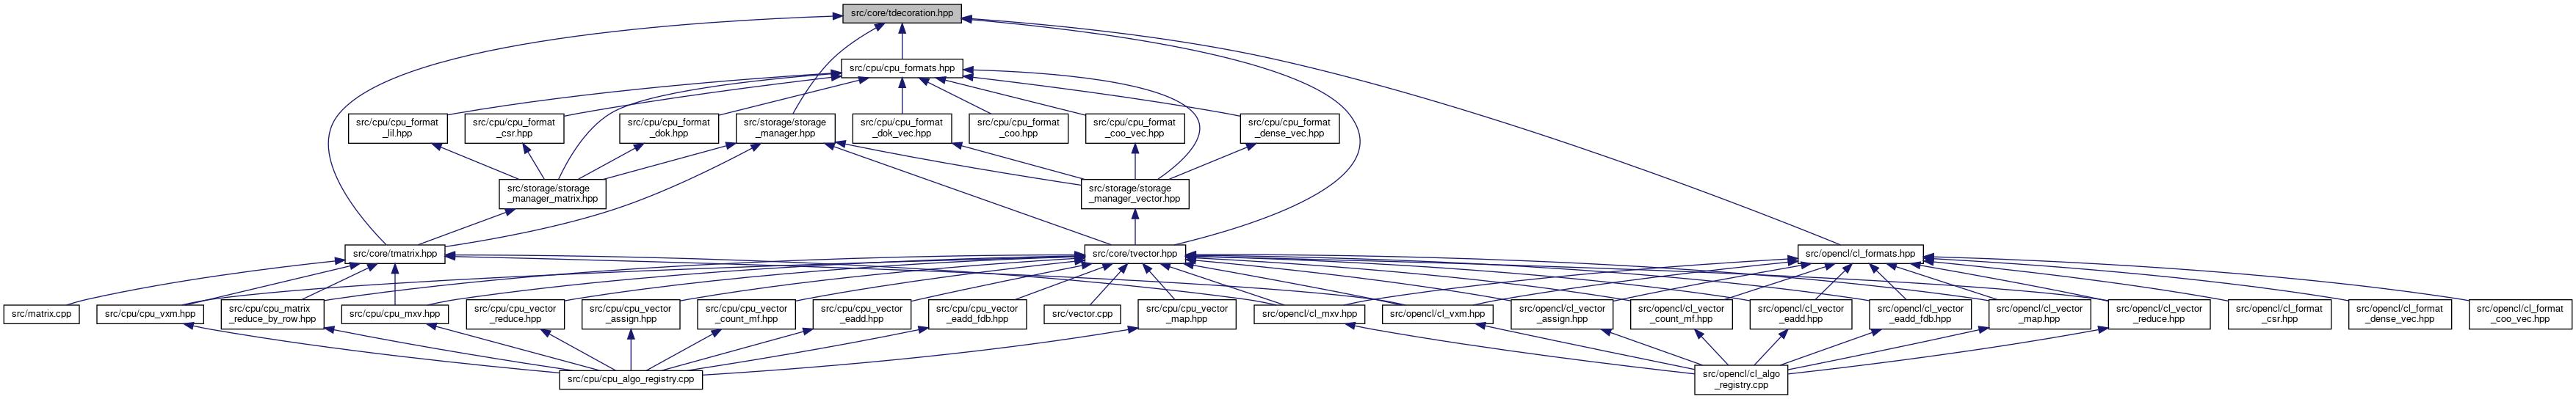 src/core/tdecoration.hpp
src/cpu/cpu_formats.hpp
src/cpu/cpu_format
_lil.hpp
src/cpu/cpu_format
_csr.hpp
src/cpu/cpu_format
_dok.hpp
src/storage/storage
_manager.hpp
src/cpu/cpu_format
_dok_vec.hpp
src/cpu/cpu_format
_coo.hpp
src/cpu/cpu_format
_coo_vec.hpp
src/cpu/cpu_format
_dense_vec.hpp
src/storage/storage
_manager_matrix.hpp
src/storage/storage
_manager_vector.hpp
src/core/tmatrix.hpp
src/core/tvector.hpp
src/opencl/cl_formats.hpp
src/matrix.cpp
src/cpu/cpu_vxm.hpp
src/cpu/cpu_matrix
_reduce_by_row.hpp
src/cpu/cpu_mxv.hpp
src/cpu/cpu_vector
_reduce.hpp
src/cpu/cpu_vector
_assign.hpp
src/cpu/cpu_vector
_count_mf.hpp
src/cpu/cpu_vector
_eadd.hpp
src/cpu/cpu_vector
_eadd_fdb.hpp
src/vector.cpp
src/cpu/cpu_vector
_map.hpp
src/opencl/cl_mxv.hpp
src/opencl/cl_vxm.hpp
src/opencl/cl_vector
_assign.hpp
src/opencl/cl_vector
_count_mf.hpp
src/opencl/cl_vector
_eadd.hpp
src/opencl/cl_vector
_eadd_fdb.hpp
src/opencl/cl_vector
_map.hpp
src/opencl/cl_vector
_reduce.hpp
src/opencl/cl_format
_csr.hpp
src/opencl/cl_format
_dense_vec.hpp
src/opencl/cl_format
_coo_vec.hpp
src/cpu/cpu_algo_registry.cpp
src/opencl/cl_algo
_registry.cpp